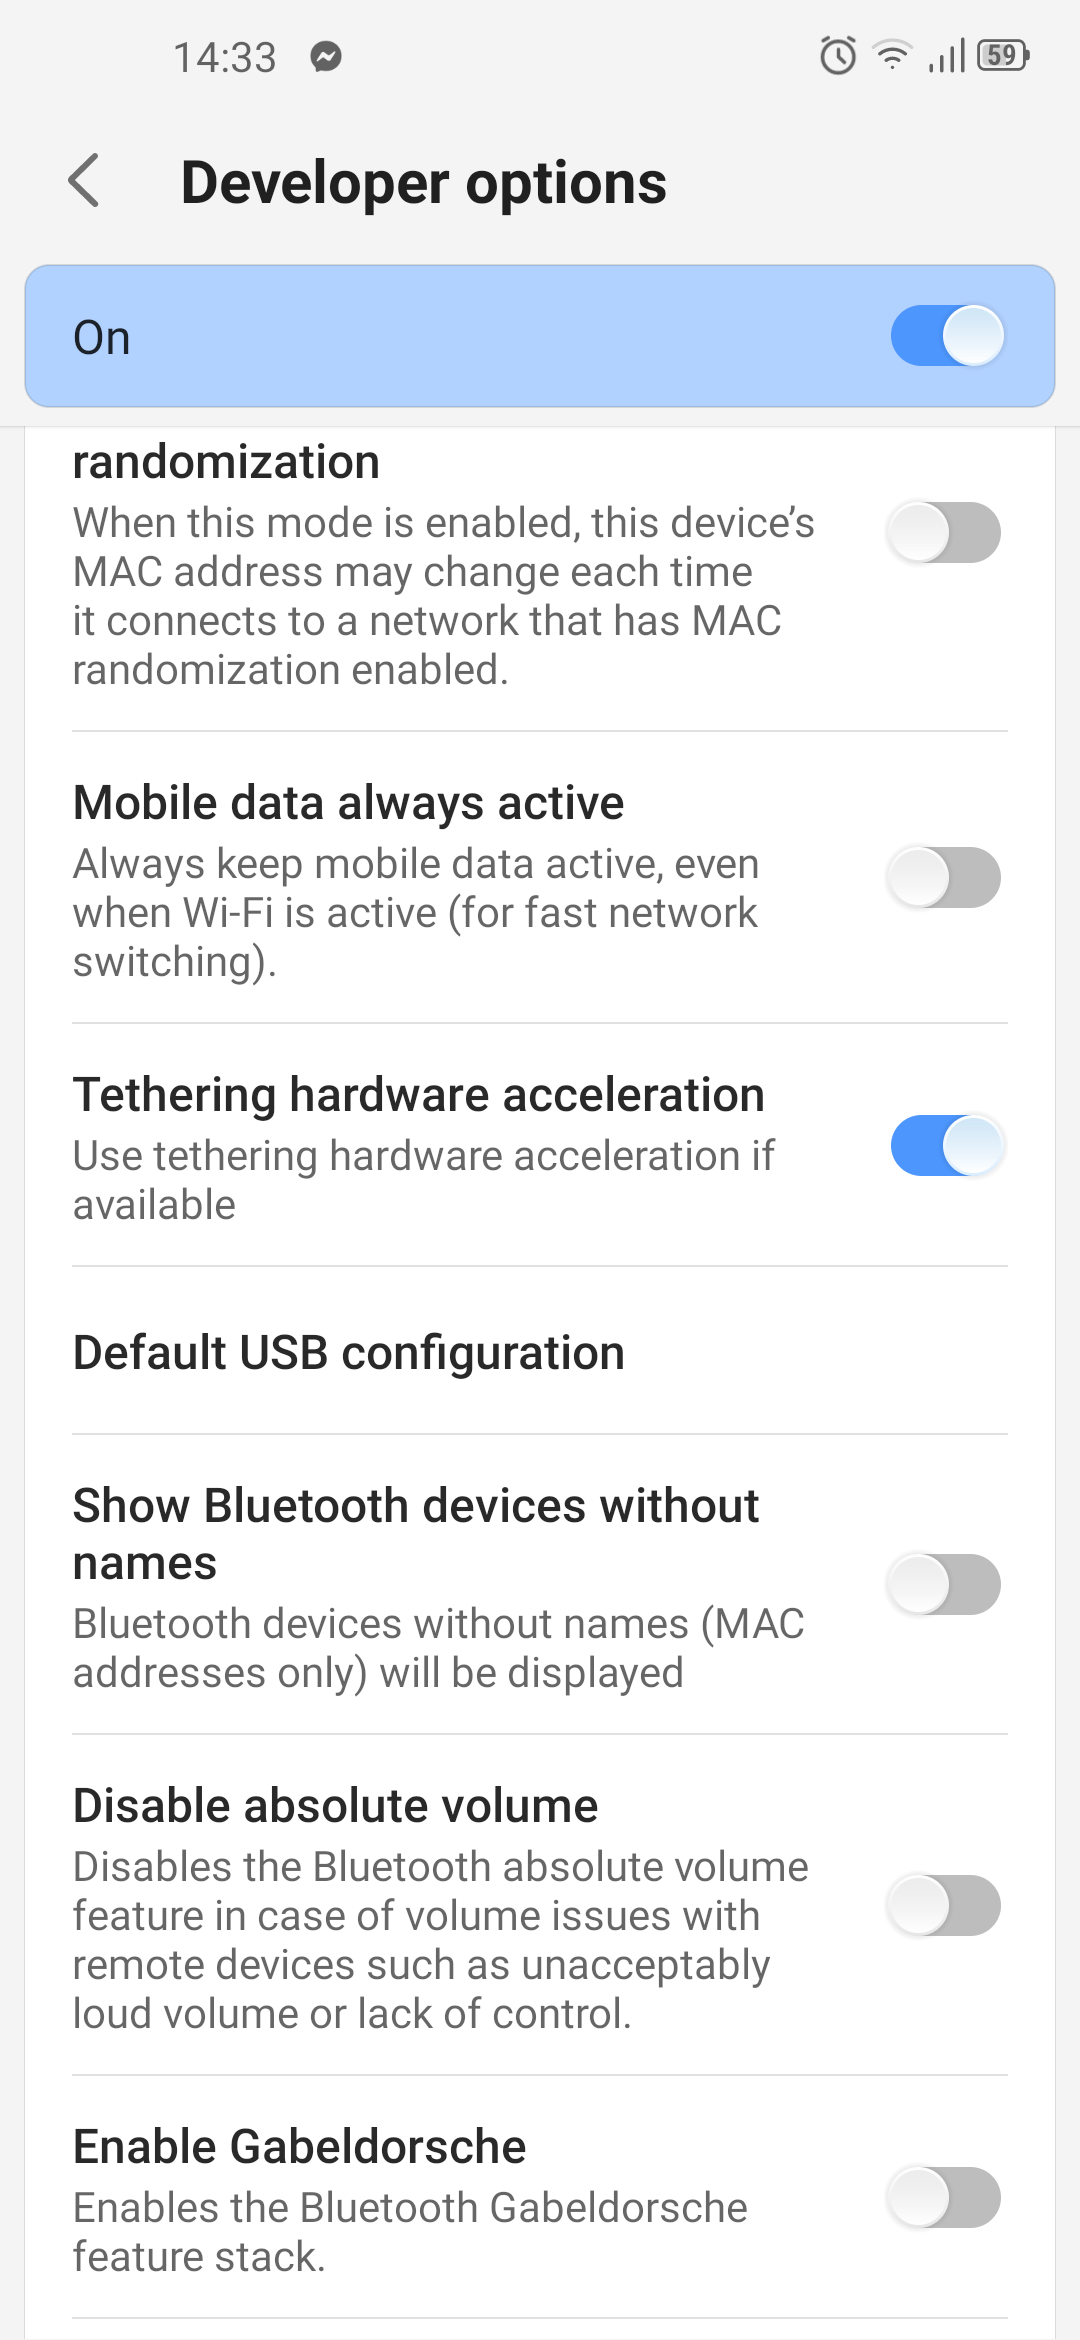 14:33
59
Developer options
On
randomization
When this mode is enabled, this device’s
MAC address may change each time
it connects to a network that has MAC
randomization enabled.
Mobile data always active
Always keep mobile data active, even
when Wi-Fi is active (for fast network
switching).
Tethering hardware acceleration
Use tethering hardware acceleration if
available
Default USB configuration
Show Bluetooth devices without
names
Bluetooth devices without names (MAC
addresses only) will be displayed
Disable absolute volume
Disables the Bluetooth absolute volume
feature in case of volume issues with
remote devices such as unacceptably
loud volume or lack of control.
Enable Gabeldorsche
Enables the Bluetooth Gabeldorsche
feature stack.